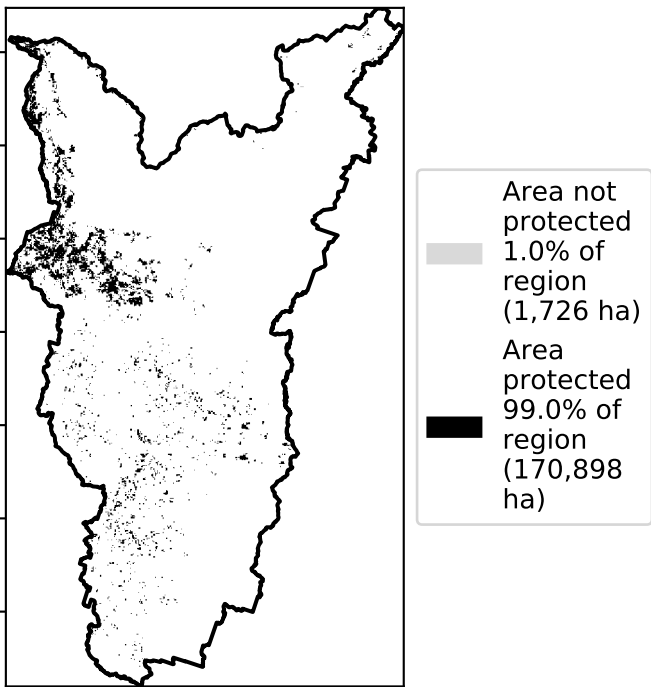 Area not
protected
1.0% of
region
(1,726 ha)
Area
protected
99.0% of
region
(170,898
ha)